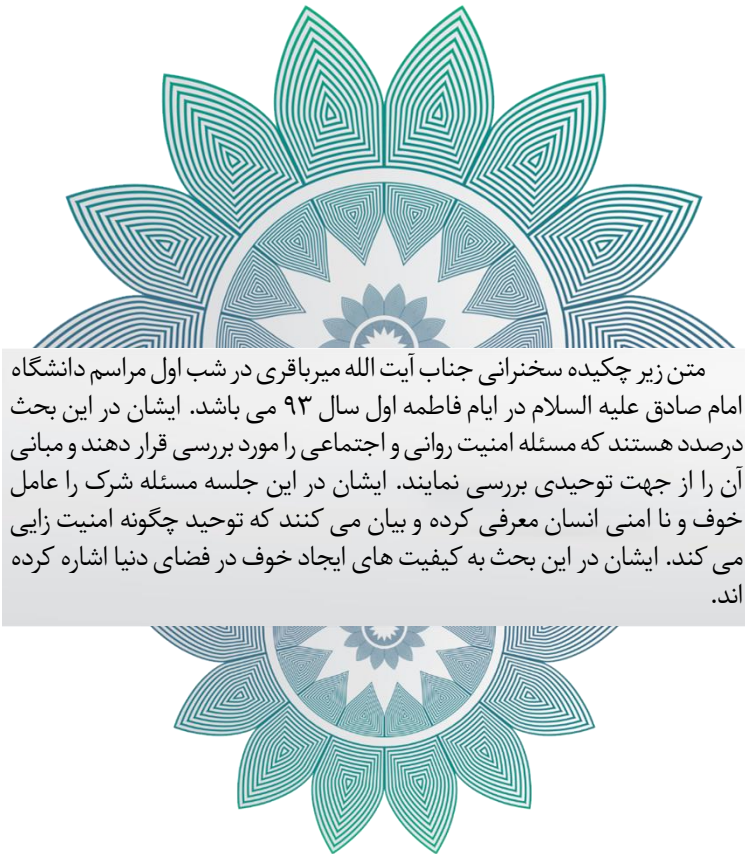 متن زیر چکیده سخنرانی جناب آیت الله میرباقری در شب اول مراسم دانشگاه
امام صادق علیه السلام در ایام فاطمه اول سال ۹۳ می باشد. ایشان در این بحث
درصدد هستند که مسئله امنیت روانی و اجتماعی را مورد بررسی قرار دهند و مبانی
آن را از جهت توحیدی بررسی نمایند. ایشان در این جلسه مسئله شرک را عامل
خوف و نا امنی انسان معرفی کرده و بیان می کنند که توحید چگونه امنیت زایی
می کند. ایشان در این بحث به کیفیت های ایجاد خوف در فضای دنیا اشاره کرده
اند.